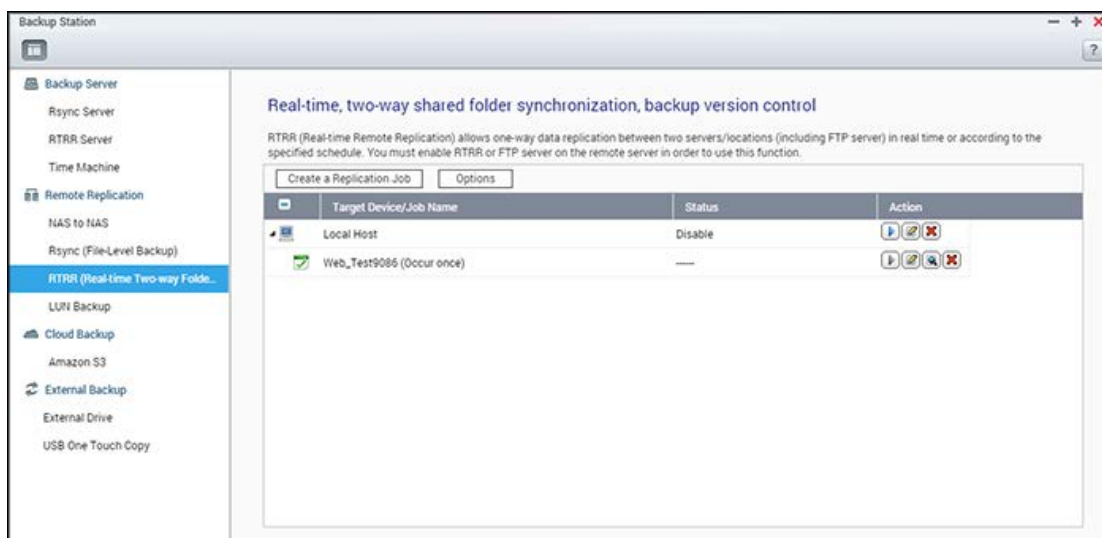 Backup Station
?
Backup Server
Rsync Server
RTRR Server
Time Machine
Remote Replication
NAS to NAS
Rsync (File-Level Backup)
RTRR (Real-time Two-way Folde...
LUN Backup
Cloud Backup
Amazon S3
External Backup
External Drive
USB One Touch Copy
Real-time, two-way shared folder synchronization, backup version control
RTRR (Real-time Remote Replication) allows one-way data replication between two servers/locations (including FTP server) in real time or according to the
specified schedule. You must enable RTRR or FTP server on the remote server in order to use this function.
Create a Replication Job Options
Target Device/Job Name Status Action
Local Host Disable
Web_Test9086 (Occur once) -----